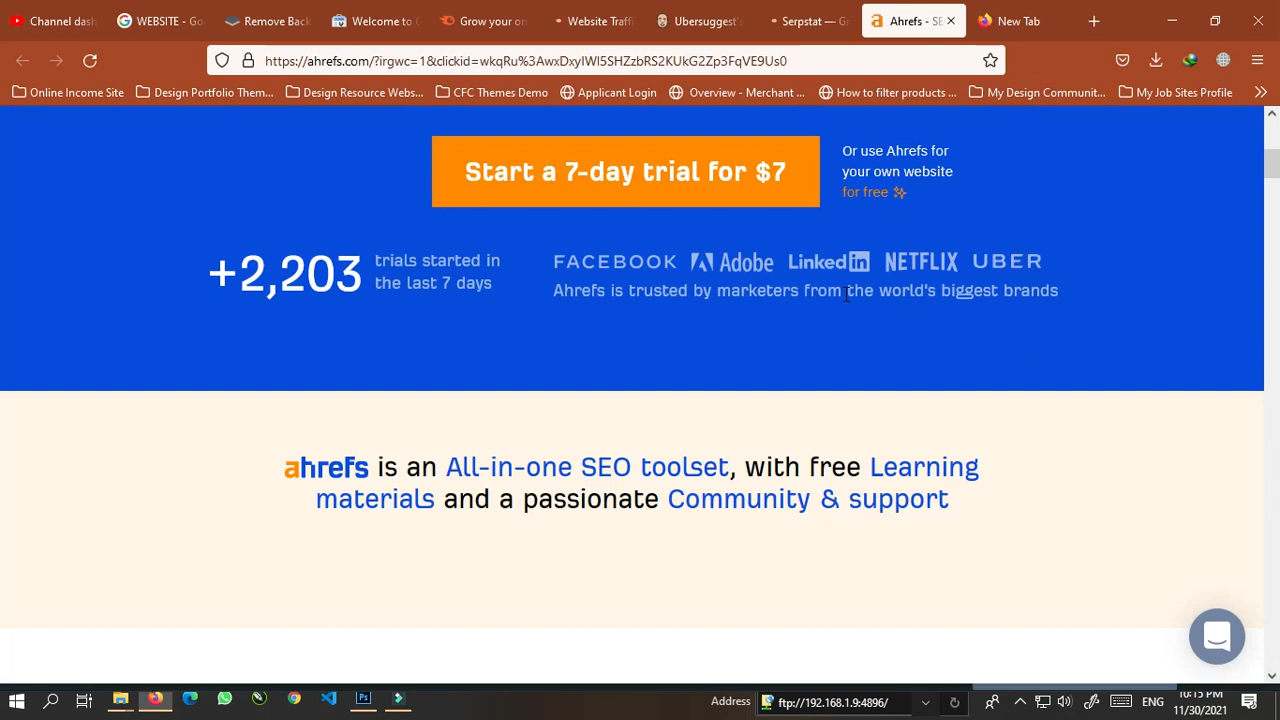 Channel dash
WEBSITE - Go
Remove Back
Welcome to C
Grow your on
Website Traffi
Ubersuggest's
Serpstat — G
Ahrefs - SE
New Tab
https://ahrefs.com/?irgwc=1&clickid=wkqRu%3AwxDxyIWl5SHZzbRS2KUkG2Zp3FqVE9Us0
Online Income Site
Design Portfolio Them...
Design Resource Webs...
CFC Themes Demo
Applicant Login
Overview - Merchant ...
How to filter products ...
My Design Communit...
My Job Sites Profile
Start a 7-day trial for $7
Or use Ahrefs for
your own website
for free
+2,203
trials started in
the last 7 days
FACEBOOK Adobe Linkedin NETFLIX UBER
Ahrefs is trusted by marketers from the world's biggest brands
ahrefs is an All-in-one SEO toolset, with free Learning
materials and a passionate Community & support
Address
ftp://192.168.1.9:4896/
ENG
10:15 PM
11/30/2021